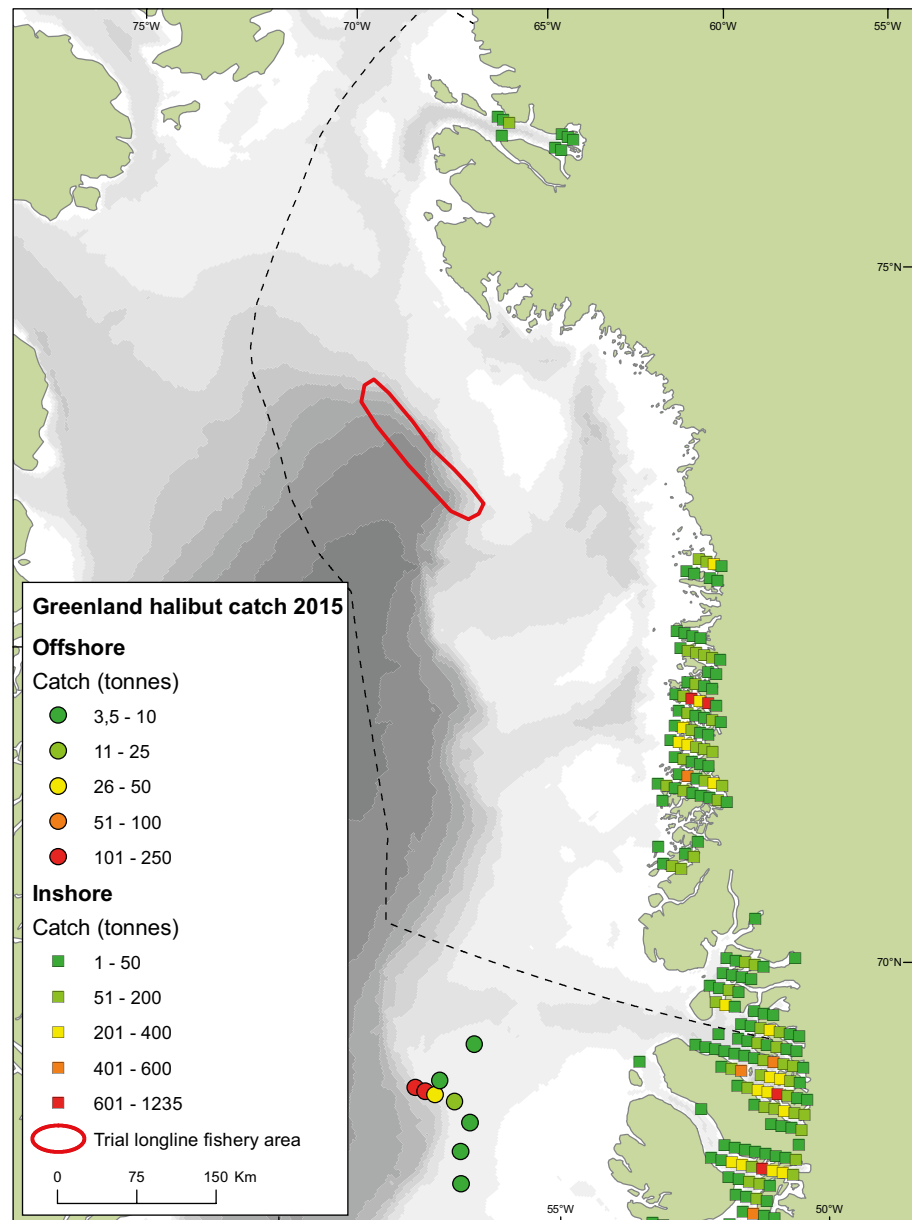 75°W 70°W 65°W 60°W 55°W
75°N
Greenland halibut catch 2015
Offshore
Catch (tonnes)
3,5 - 10
11 - 25
26 - 50
51 - 100
101 - 250
Inshore
Catch (tonnes)
1 - 50
51 - 200
201 - 400
401 - 600
601 - 1235
Trial longline fishery area
0 75 150 Km
70°N
55°W 50°W